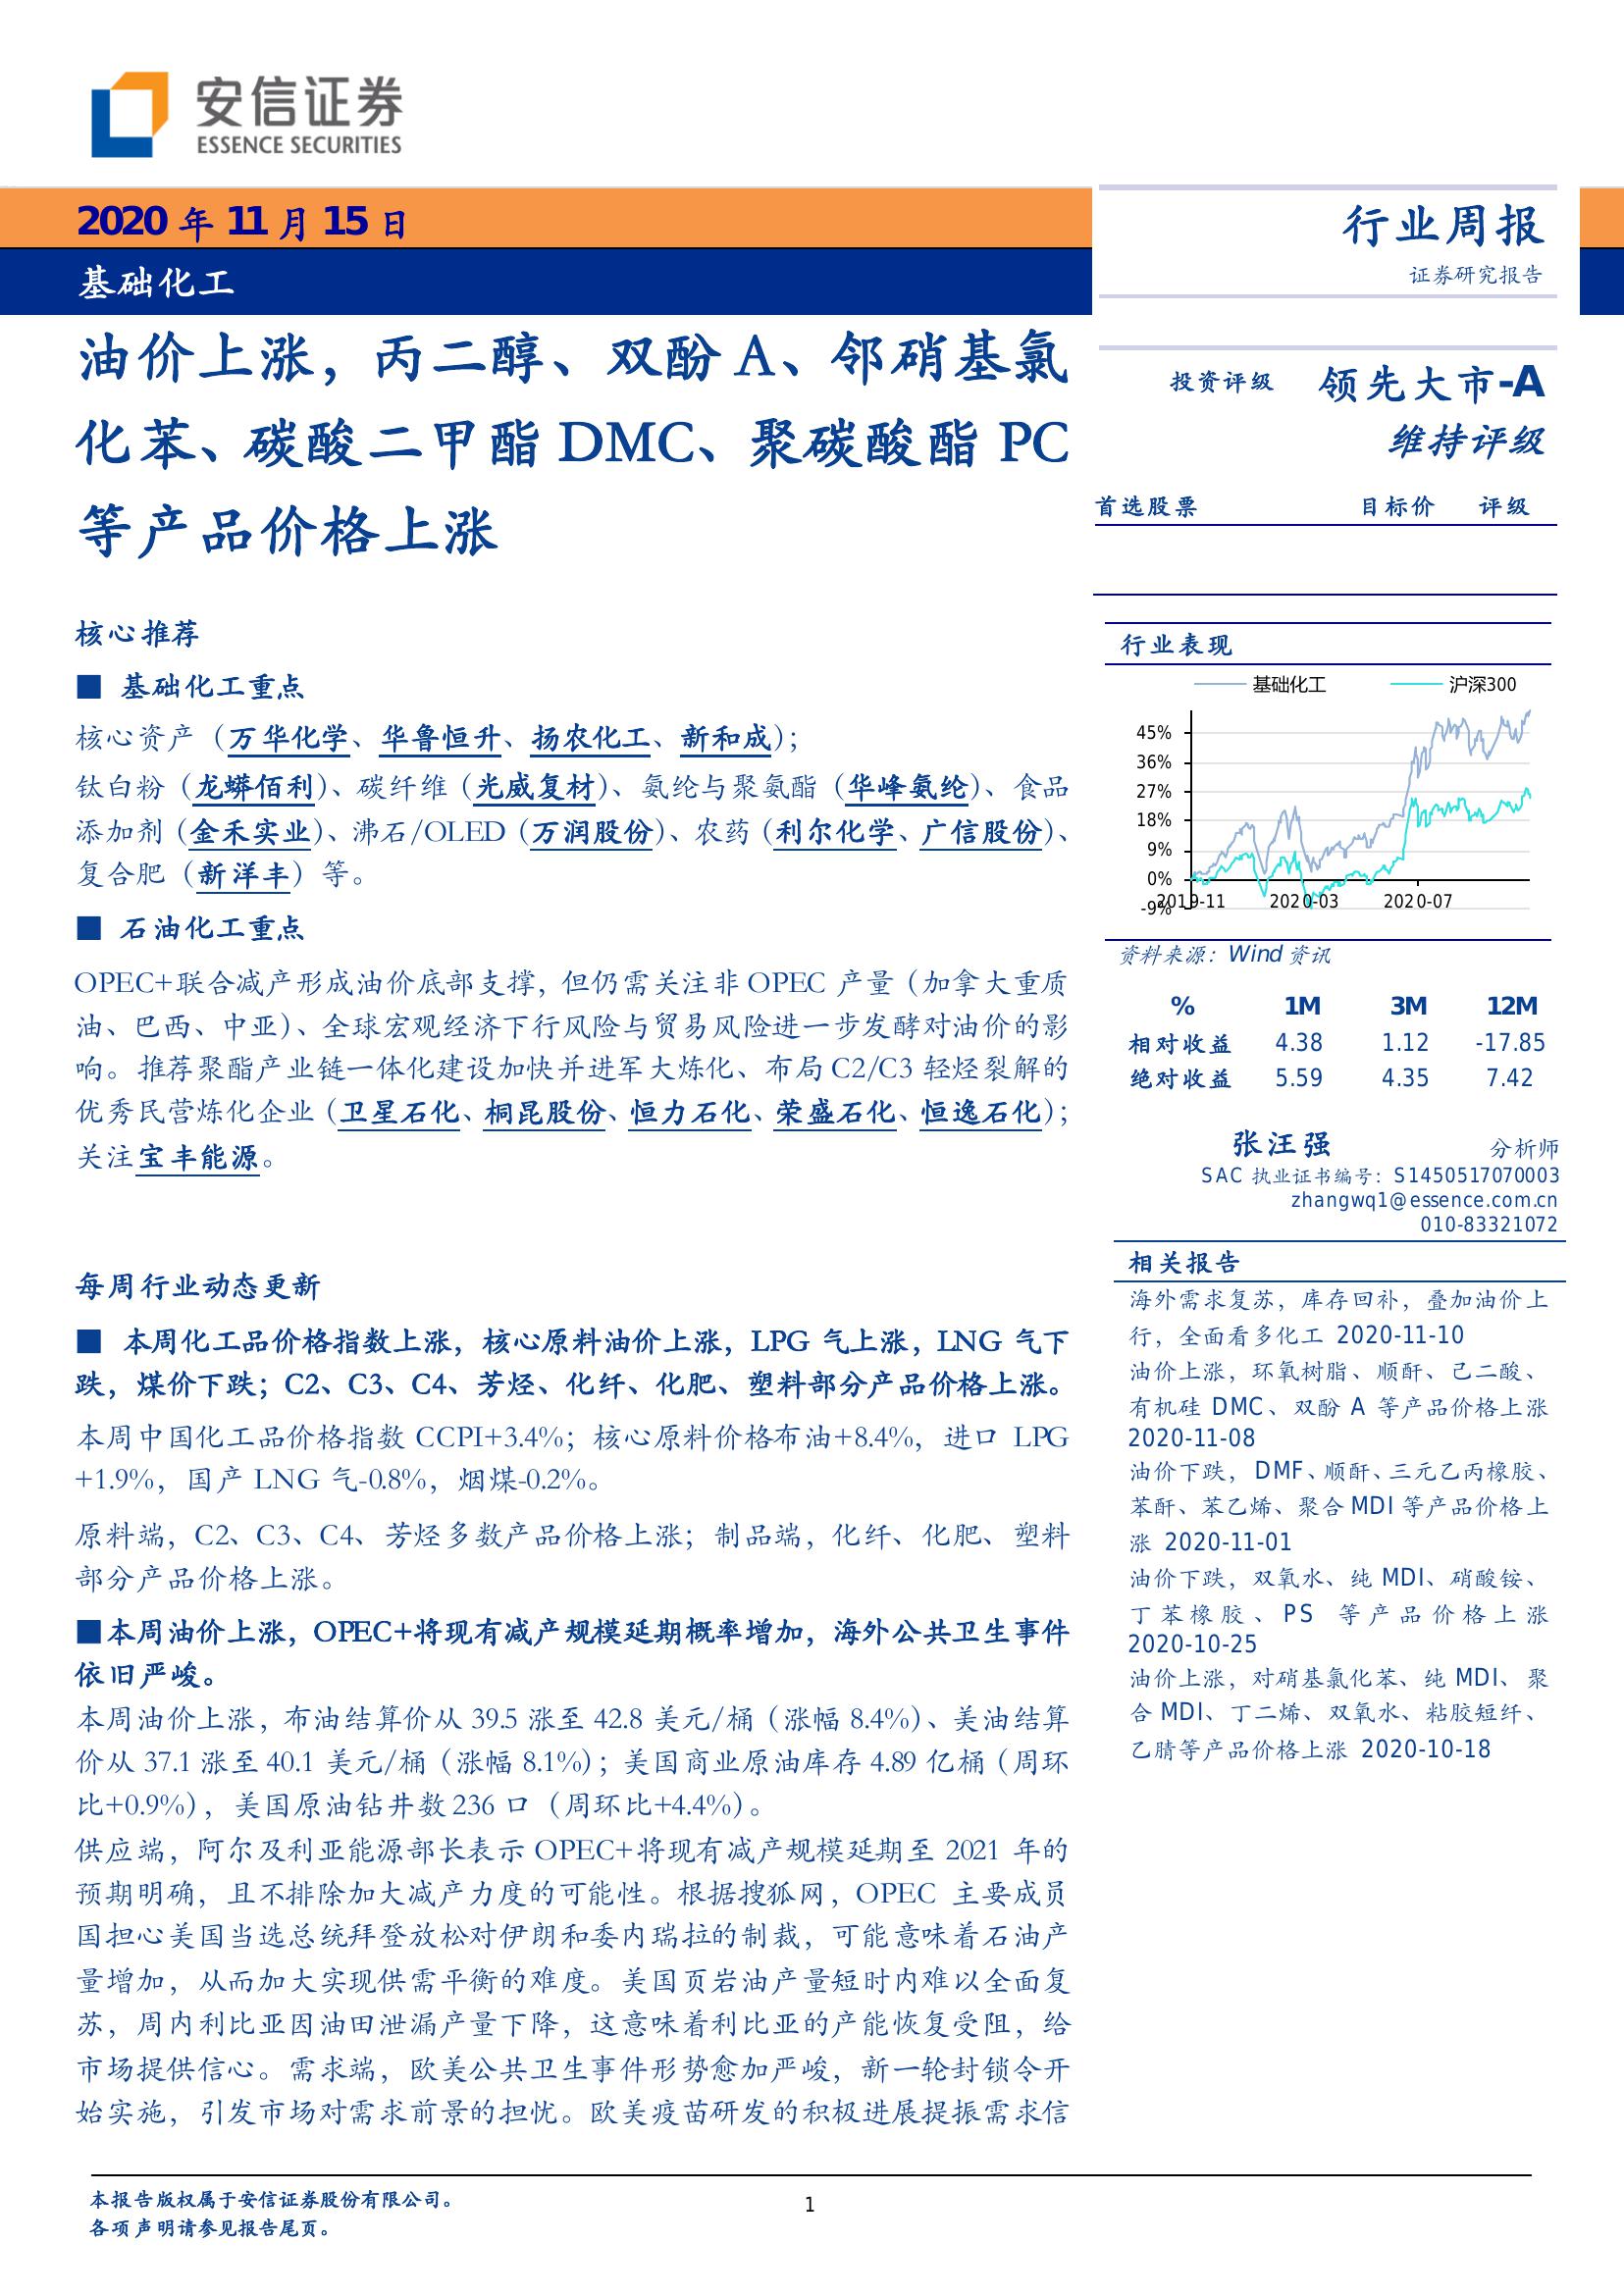 安信证券
ESSENCE SECURITIES
2020 年 11 月 15 日
基础化工
油价上涨，丙二醇、双酚 A、邻硝基氯
化苯、碳酸二甲酯 DMC、聚碳酸酯 PC
等产品价格上涨
核心推荐
■ 基础化工重点
核心资产（万华化学、华鲁恒升、扬农化工、新和成）；
钛白粉（龙蟒佰利）、碳纤维（光威复材）、氨纶与聚氨酯（华峰氨纶）、食品
添加剂（金禾实业）、沸石/OLED（万润股份）、农药（利尔化学、广信股份）、
复合肥（新洋丰）等。
■ 石油化工重点
OPEC+联合减产形成油价底部支撑，但仍需关注非 OPEC 产量（加拿大重质
油、巴西、中亚）、全球宏观经济下行风险与贸易风险进一步发酵对油价的影
响。推荐聚酯产业链一体化建设加快并进军大炼化、布局 C2/C3 轻烃裂解的
优秀民营炼化企业（卫星石化、桐昆股份、恒力石化、荣盛石化、恒逸石化）；
关注宝丰能源。
每周行业动态更新
■ 本周化工品价格指数上涨，核心原料油价上涨，LPG 气上涨，LNG 气下
跌，煤价下跌；C2、C3、C4、芳烃、化纤、化肥、塑料部分产品价格上涨。
本周中国化工品价格指数 CCPI+3.4%；核心原料价格布油+8.4%，进口 LPG
+1.9%，国产 LNG 气-0.8%，烟煤-0.2%。
原料端，C2、C3、C4、芳烃多数产品价格上涨；制品端，化纤、化肥、塑料
部分产品价格上涨。
■本周油价上涨，OPEC+将现有减产规模延期概率增加，海外公共卫生事件
依旧严峻。
本周油价上涨，布油结算价从 39.5 涨至 42.8 美元/桶（涨幅 8.4%）、美油结算
价从 37.1 涨至 40.1 美元/桶（涨幅 8.1%）；美国商业原油库存 4.89 亿桶（周环
比+0.9%），美国原油钻井数 236 口（周环比+4.4%）。
供应端，阿尔及利亚能源部长表示 OPEC+将现有减产规模延期至 2021 年的
预期明确，且不排除加大减产力度的可能性。根据搜狐网，OPEC 主要成员
国担心美国当选总统拜登放松对伊朗和委内瑞拉的制裁，可能意味着石油产
量增加，从而加大实现供需平衡的难度。美国页岩油产量短时内难以全面复
苏，周内利比亚因油田泄漏产量下降，这意味着利比亚的产能恢复受阻，给
市场提供信心。需求端，欧美公共卫生事件形势愈加严峻，新一轮封锁令开
始实施，引发市场对需求前景的担忧。欧美疫苗研发的积极进展提振需求信
行业周报
证券研究报告
投资评级 领先大市-A
维持评级
首选股票 目标价 评级
行业表现
基础化工 沪深300
45%
36%
27%
18%
9%
0%
-9%
2019-11 2020-03 2020-07
资料来源：Wind 资讯
% 1M 3M 12M
相对收益 4.38 1.12 -17.85
绝对收益 5.59 4.35 7.42
张汪强 分析师
SAC 执业证书编号：S1450517070003
zhangwq1@essence.com.cn
010-83321072
相关报告
海外需求复苏，库存回补，叠加油价上
行，全面看多化工 2020-11-10
油价上涨，环氧树脂、顺酐、己二酸、
有机硅 DMC、双酚 A 等产品价格上涨
2020-11-08
油价下跌，DMF、顺酐、三元乙丙橡胶、
苯酐、苯乙烯、聚合 MDI 等产品价格上
涨 2020-11-01
油价下跌，双氧水、纯 MDI、硝酸铵、
丁苯橡胶、PS 等产品价格上涨
2020-10-25
油价上涨，对硝基氯化苯、纯 MDI、聚
合 MDI、丁二烯、双氧水、粘胶短纤、
乙腈等产品价格上涨 2020-10-18
本报告版权属于安信证券股份有限公司。
各项声明请参见报告尾页。
1